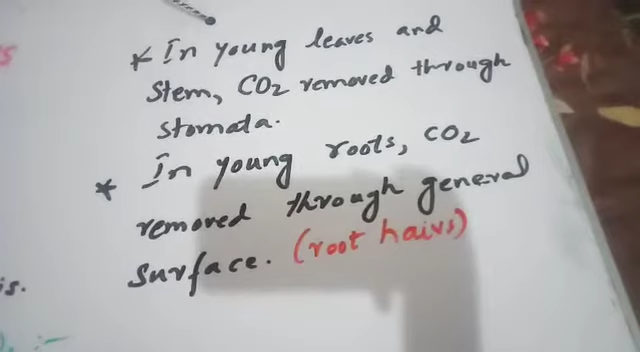 * In young leaves and
Stem, CO2 removed through
stomata.
* In young roots, CO2
removed through general
surface. (root hairs)
is.